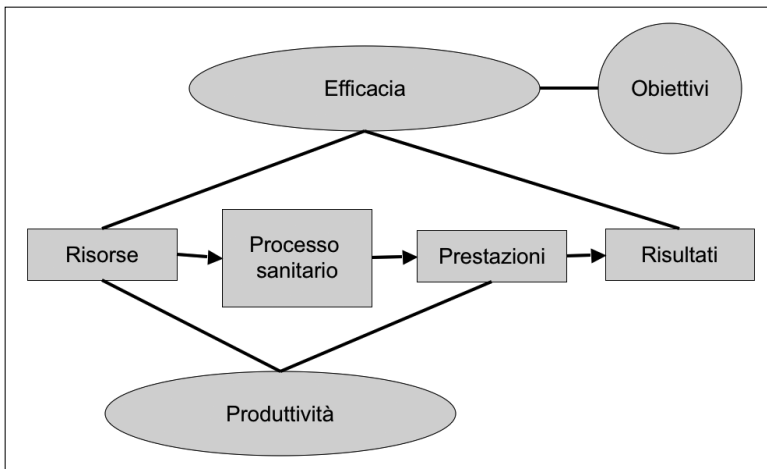 Efficacia
Obiettivi
Risorse
Processo
sanitario
Prestazioni
Risultati
Produttività